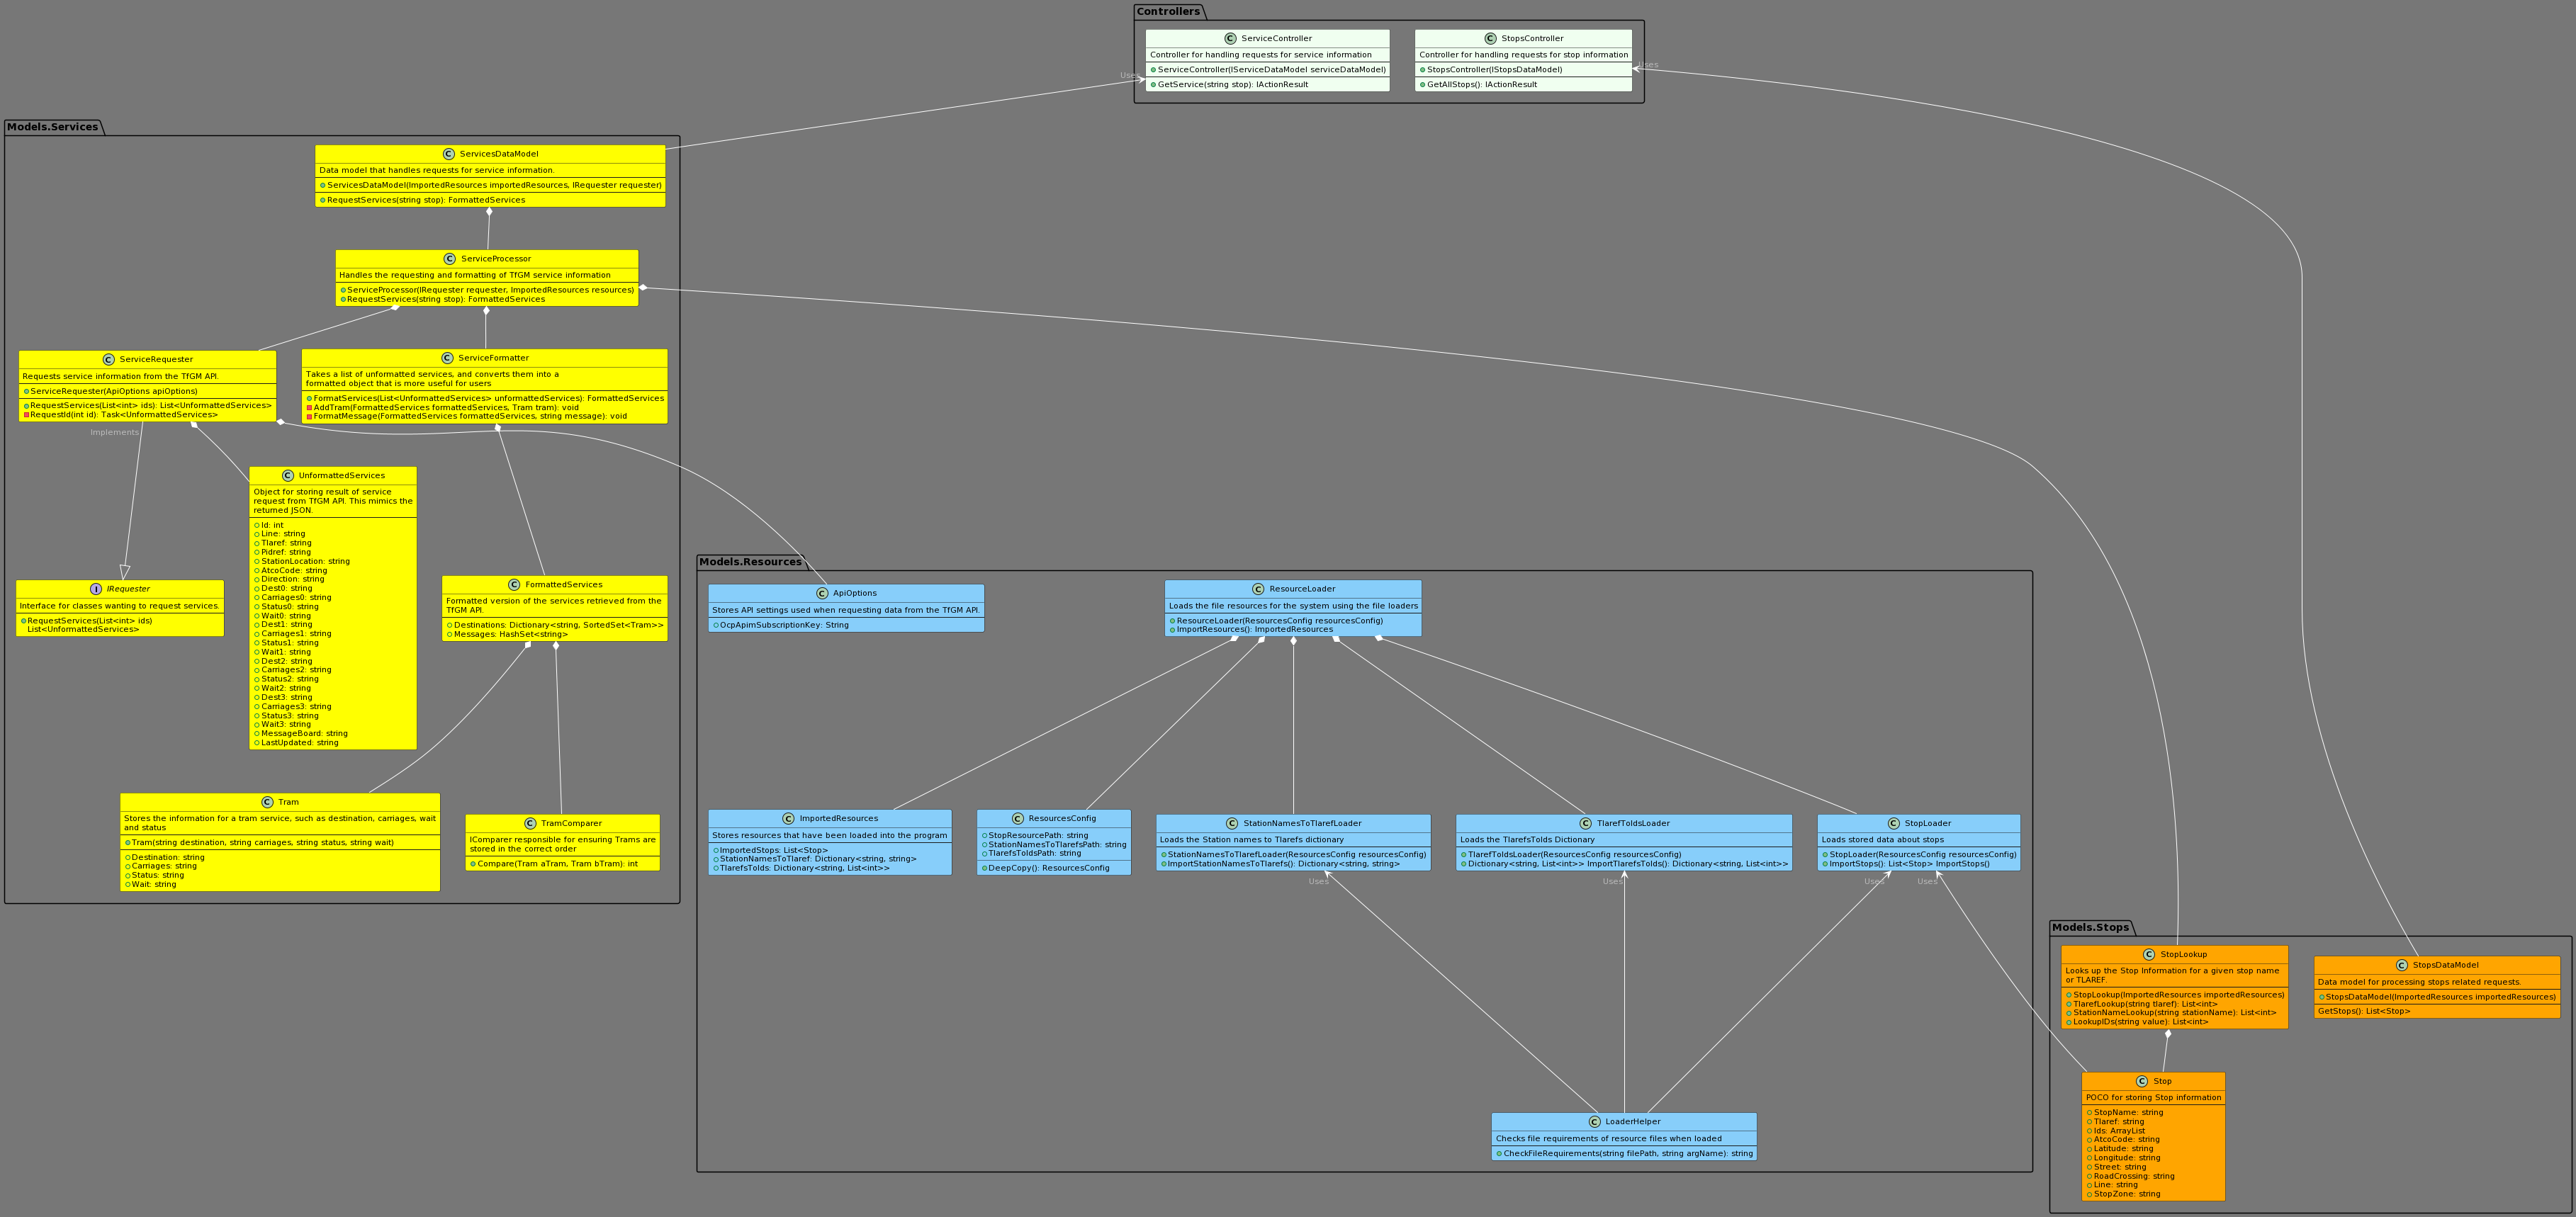 Controllers
C ServiceController
Controller for handling requests for service information
ServiceController(IServiceDataModel serviceDataModel)
GetService(string stop): IActionResult
C StopsController
Controller for handling requests for stop information
StopsController(IStopsDataModel)
GetAllStops(): IActionResult
Uses
Uses
Models.Services
C ServicesDataModel
Data model that handles requests for service information.
ServicesDataModel(ImportedResources importedResources, IRequester requester)
RequestServices(string stop): FormattedServices
C ServiceProcessor
Handles the requesting and formatting of TfGM service information
ServiceProcessor(IRequester requester, ImportedResources resources)
RequestServices(string stop): FormattedServices
C ServiceRequester
Requests service information from the TfGM API.
ServiceRequester(ApiOptions apiOptions)
RequestServices(List<int> ids): List<UnformattedServices>
RequestId(int id): Task<UnformattedServices>
C ServiceFormatter
Takes a list of unformatted services, and converts them into a
formatted object that is more useful for users
FormatServices(List<UnformattedServices> unformattedServices): FormattedServices
AddTram(FormattedServices formattedServices, Tram tram): void
FormatMessage(FormattedServices formattedServices, string message): void
Implements
C UnformattedServices
Object for storing result of service
request from TfGM API. This mimics the
returned JSON.
Id: int
Line: string
Tlaref: string
Pidref: string
StationLocation: string
AtcoCode: string
Direction: string
Dest0: string
Carriages0: string
Status0: string
Wait0: string
Dest1: string
Carriages1: string
Status1: string
Wait1: string
Dest2: string
Carriages2: string
Status2: string
Wait2: string
Dest3: string
Carriages3: string
Status3: string
Wait3: string
MessageBoard: string
LastUpdated: string
I IRequester
Interface for classes wanting to request services.
RequestServices(List<int> ids)
List<UnformattedServices>
C FormattedServices
Formatted version of the services retrieved from the
TfGM API.
Destinations: Dictionary<string, SortedSet<Tram>>
Messages: HashSet<string>
C Tram
Stores the information for a tram service, such as destination, carriages, wait
and status
Tram(string destination, string carriages, string status, string wait)
Destination: string
Carriages: string
Status: string
Wait: string
C TramComparer
IComparer responsible for ensuring Trams are
stored in the correct order
Compare(Tram aTram, Tram bTram): int
Models.Resources
C ApiOptions
Stores API settings used when requesting data from the TfGM API.
OcpApimSubscriptionKey: String
C ResourceLoader
Loads the file resources for the system using the file loaders
ResourceLoader(ResourcesConfig resourcesConfig)
ImportResources(): ImportedResources
C ImportedResources
Stores resources that have been loaded into the program
ImportedStops: List<Stop>
StationNamesToTlaref: Dictionary<string, string>
TlarefsToIds: Dictionary<string, List<int>>
C ResourcesConfig
StopResourcePath: string
StationNamesToTlarefsPath: string
TlarefsToIdsPath: string
DeepCopy(): ResourcesConfig
C StationNamesToTlarefLoader
Loads the Station names to Tlarefs dictionary
StationNamesToTlarefLoader(ResourcesConfig resourcesConfig)
ImportStationNamesToTlarefs(): Dictionary<string, string>
C TlarefToIdsLoader
Loads the TlarefsToIds Dictionary
TlarefToIdsLoader(ResourcesConfig resourcesConfig)
Dictionary<string, List<int>> ImportTlarefsToIds(): Dictionary<string, List<int>>
C StopLoader
Loads stored data about stops
StopLoader(ResourcesConfig resourcesConfig)
ImportStops(): List<Stop> ImportStops()
Uses
Uses
Uses
Uses
C LoaderHelper
Checks file requirements of resource files when loaded
CheckFileRequirements(string filePath, string argName): string
Models.Stops
C StopLookup
Looks up the Stop Information for a given stop name
or TLAREF.
StopLookup(ImportedResources importedResources)
TlarefLookup(string tlaref): List<int>
StationNameLookup(string stationName): List<int>
LookupIDs(string value): List<int>
C StopsDataModel
Data model for processing stops related requests.
StopsDataModel(ImportedResources importedResources)
GetStops(): List<Stop>
C Stop
POCO for storing Stop information
StopName: string
Tlaref: string
Ids: ArrayList
AtcoCode: string
Latitude: string
Longitude: string
Street: string
RoadCrossing: string
Line: string
StopZone: string